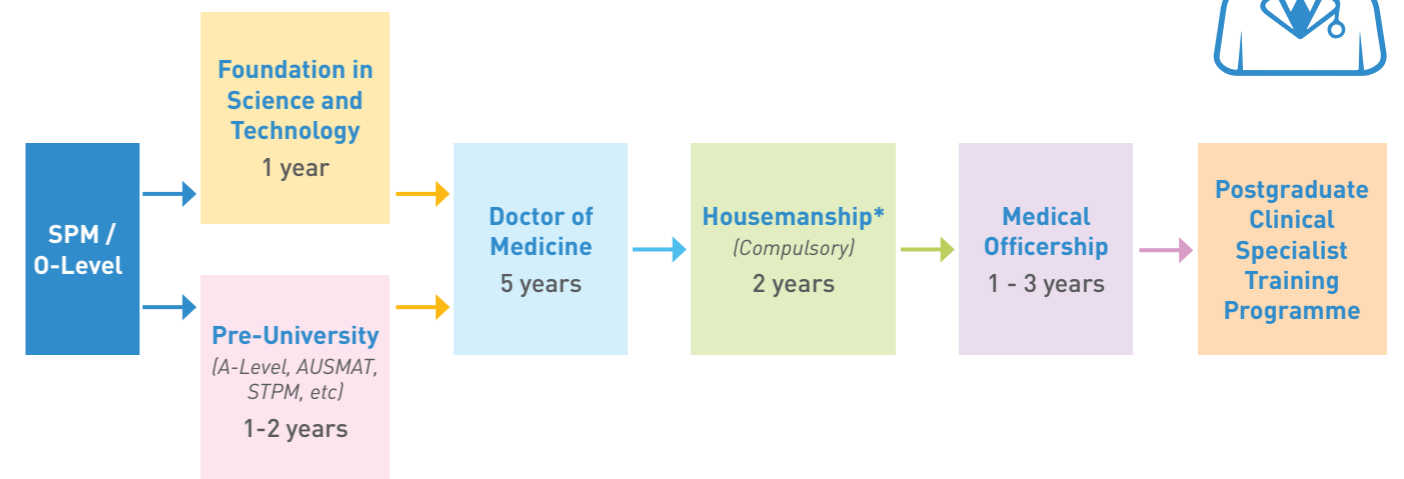 SPM /
O-Level
Foundation in
Science and
Technology
1 year
Pre-University
(A-Level, AUSMAT,
STPM, etc)
1-2 years
Doctor of
Medicine
5 years
Housemanship*
(Compulsory)
2 years
Medical
Officership
1 - 3 years
Postgraduate
Clinical
Specialist
Training
Programme